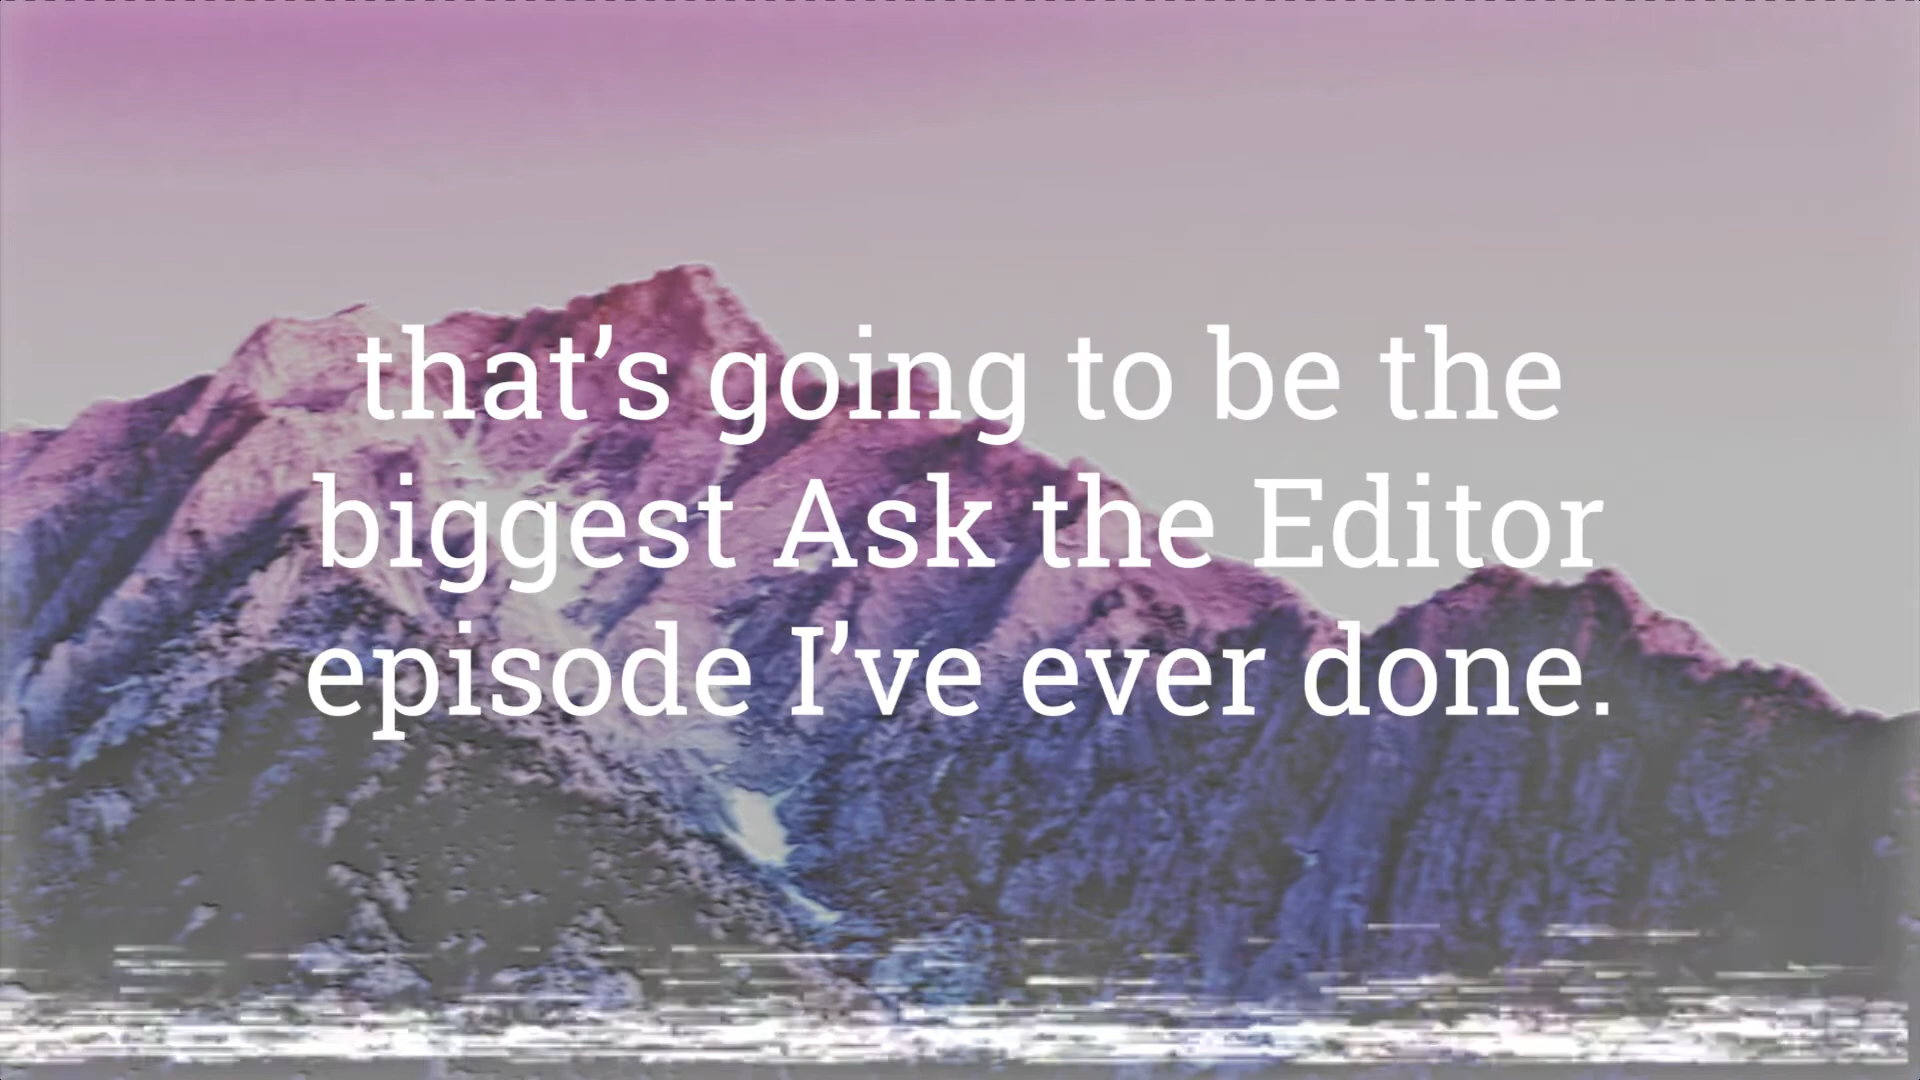 that’s going to be the
biggest Ask the Editor
episode I’ve ever done.